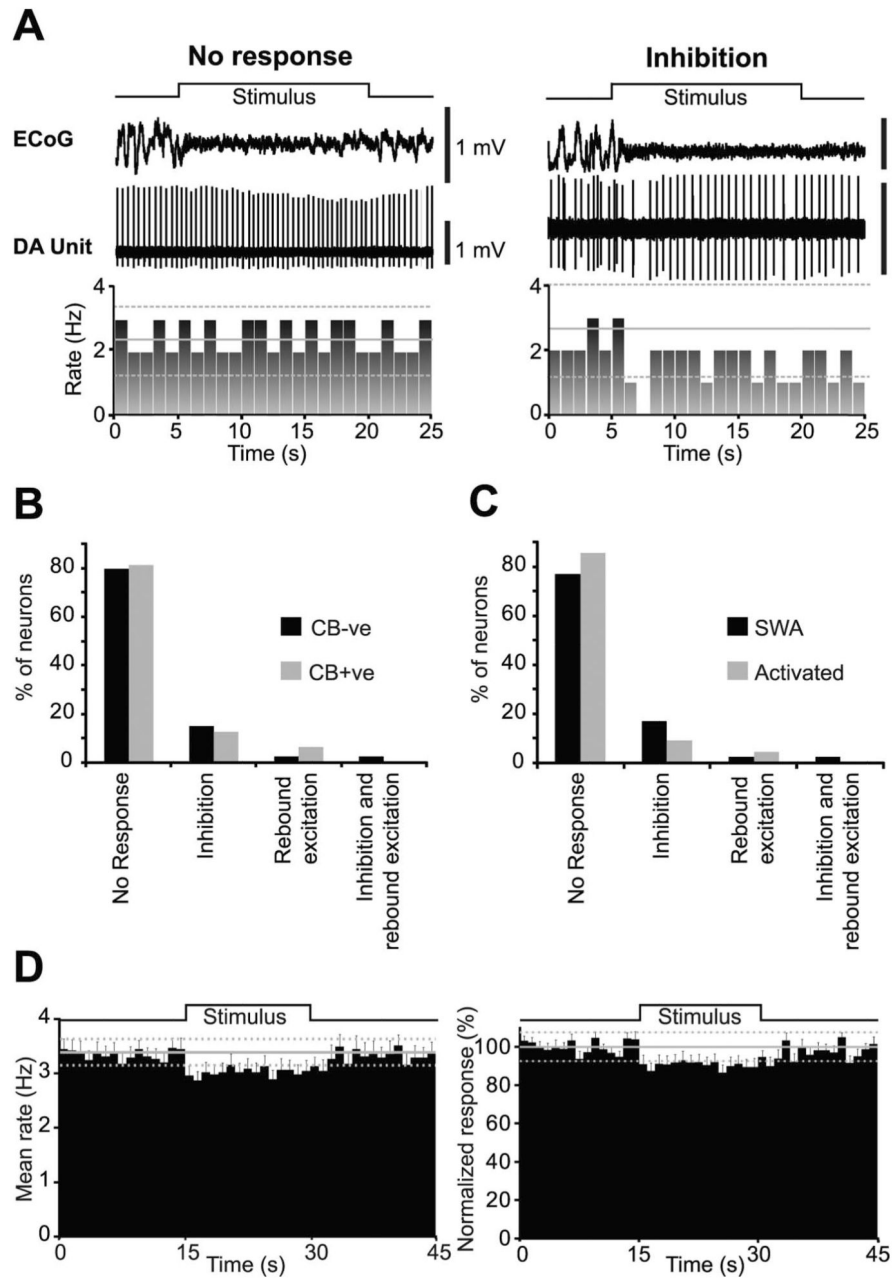 A
No response
Inhibition
Stimulus
Stimulus
ECoG
1 mV
DA Unit
1 mV
Rate (Hz)
4
2
0
0 5 10 15 20 25
Time (s)
4
2
0
0 5 10 15 20 25
Time (s)
B
% of neurons
80
60
40
20
0
CB-ve
CB+ve
No Response
Inhibition
Rebound
excitation
Inhibition and
rebound excitation
C
% of neurons
80
60
40
20
0
SWA
Activated
No Response
Inhibition
Rebound
excitation
Inhibition and
rebound excitation
D
Stimulus
Mean rate (Hz)
4
3
2
1
0
0 15 30 45
Time (s)
Stimulus
Normalized response (%)
100
80
60
40
20
0
0 15 30 45
Time (s)